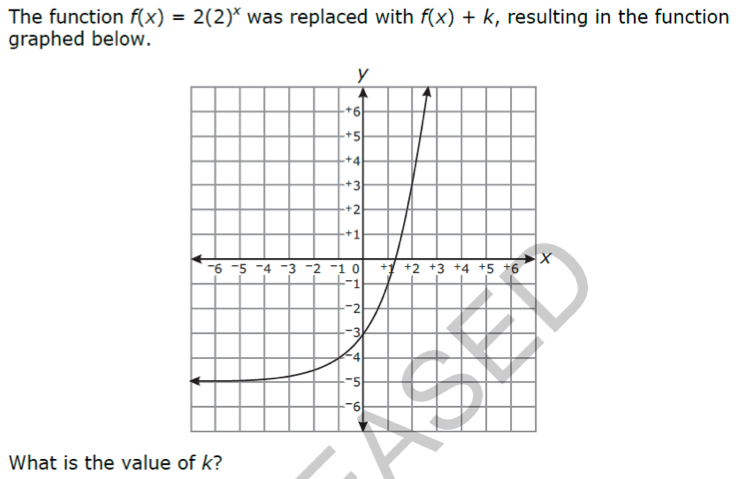 The function f(x) = 2(2)ˣ was replaced with f(x) + k, resulting in the function
graphed below.
y
+6
+5
+4
+3
+2
+1
-6 -5 -4 -3 -2 -1 0 +1 +2 +3 +4 +5 +6 x
-1
-2
-3
-4
-5
-6
EASED
What is the value of k?